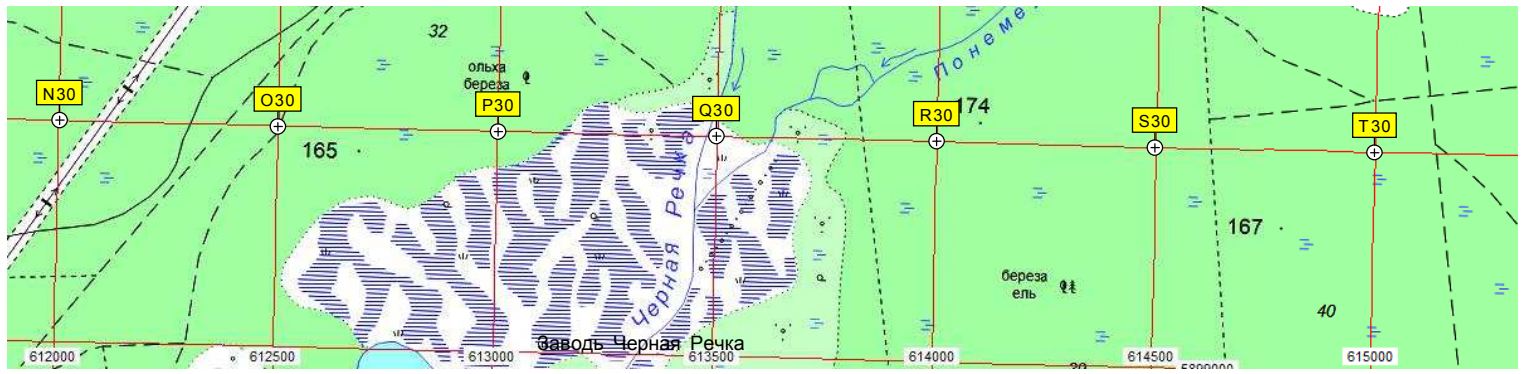 32
Понеме
ольха
береза
N30
O30
P30
Q30
R30
S30
T30
174
165
Черная Речка
167
береза
ель
40
Заводь Черная Речка
612000
612500
613000
613500
614000
614500
615000